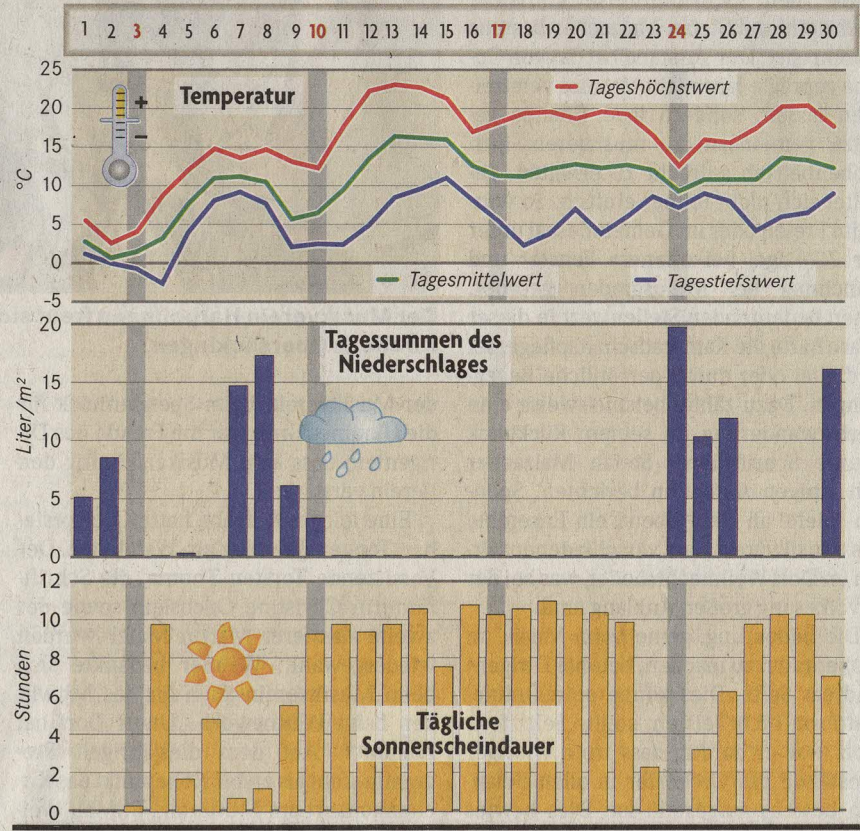 1 2 3 4 5 6 7 8 9 10 11 12 13 14 15 16 17 18 19 20 21 22 23 24 25 26 27 28 29 30
25
20
15
10
5
0
-5
°C
+
−
Temperatur
Tageshöchstwert
Tagesmittelwert
Tagestiefstwert
20
15
10
5
0
Liter/m²
Tagessummen des
Niederschlages
12
10
8
6
4
2
0
Stunden
Tägliche
Sonnenscheindauer